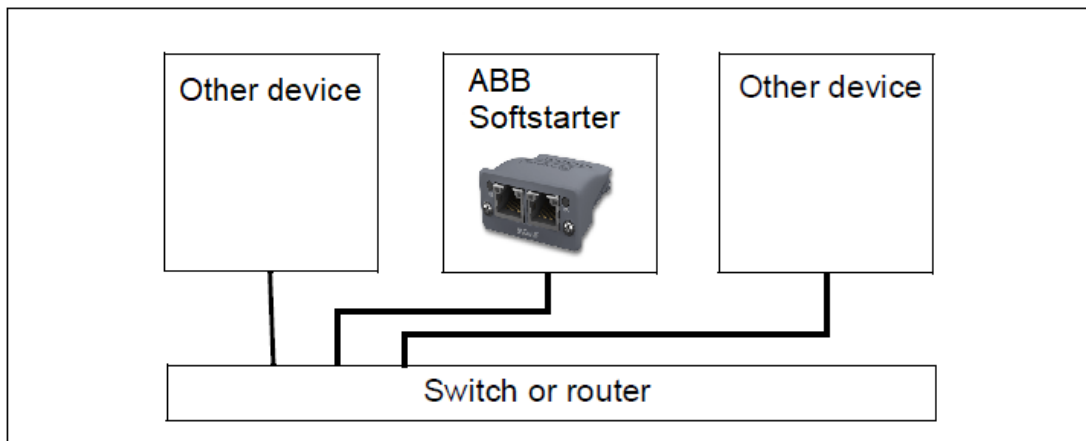 Other device
ABB
Softstarter
Other device
Switch or router